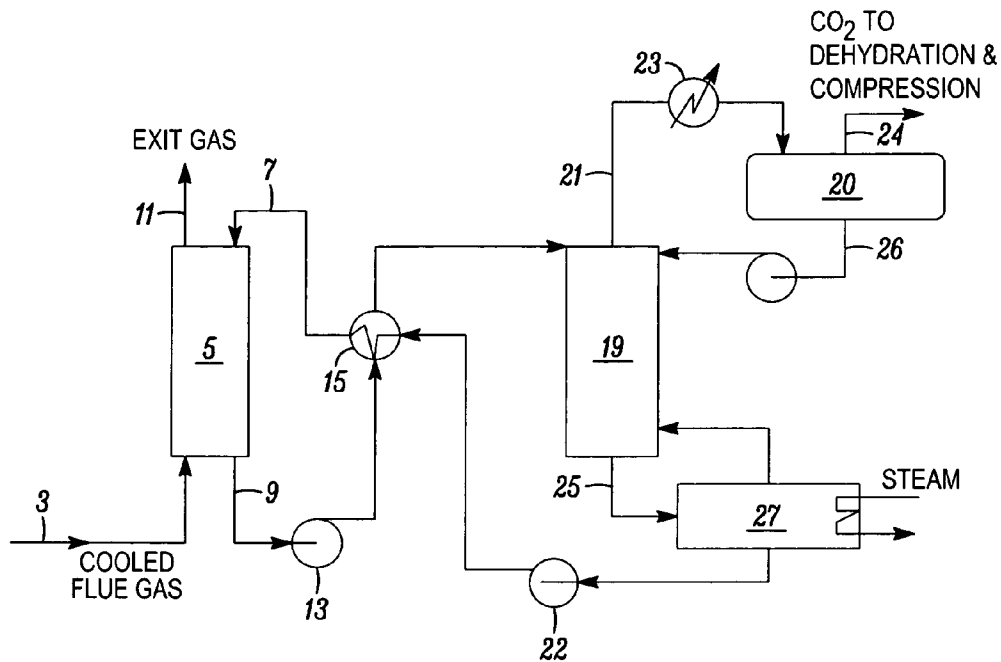 CO2 TO
DEHYDRATION &
COMPRESSION
23
24
EXIT GAS
7
20
21
11
26
5
15
19
25
STEAM
9
3
27
COOLED
FLUE GAS
13
22